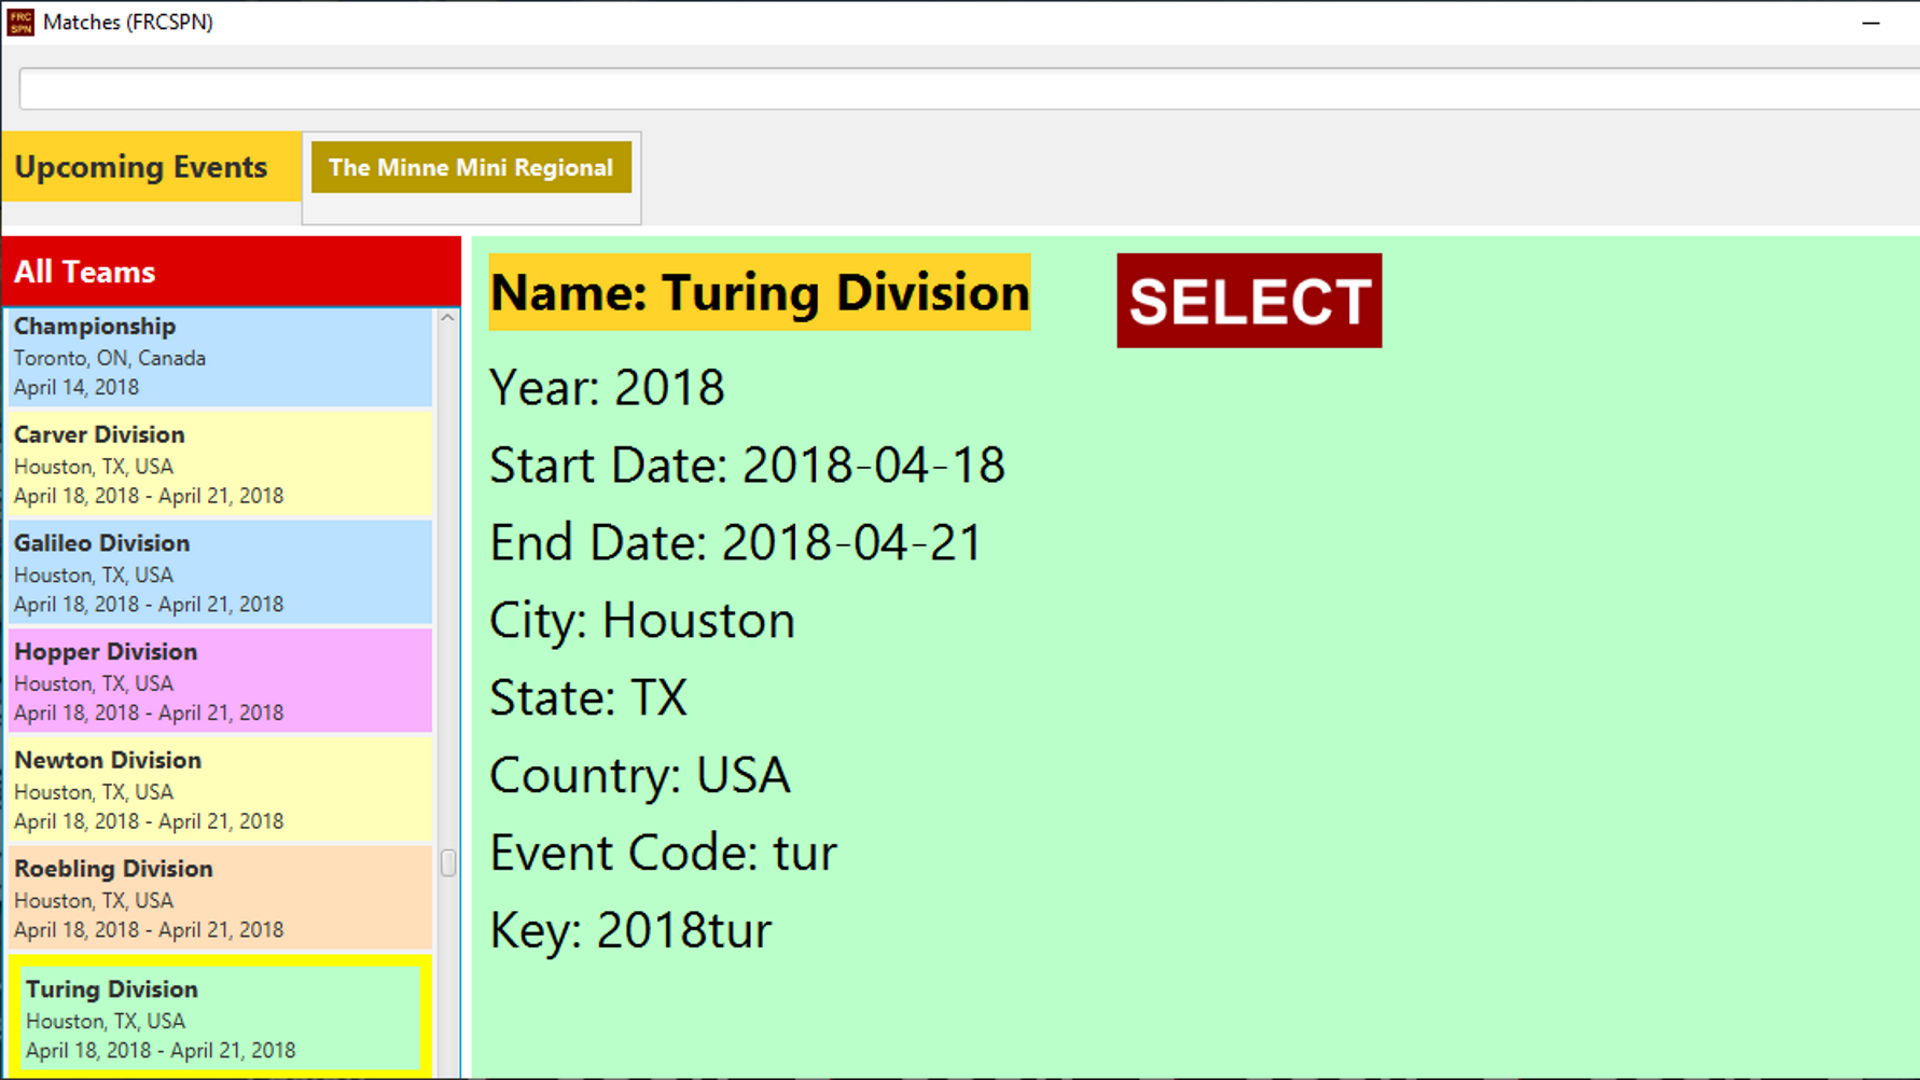 FRC
SPN
Matches (FRCSPN)
Upcoming Events
The Minne Mini Regional
All Teams
Championship
Toronto, ON, Canada
April 14, 2018
Carver Division
Houston, TX, USA
April 18, 2018 - April 21, 2018
Galileo Division
Houston, TX, USA
April 18, 2018 - April 21, 2018
Hopper Division
Houston, TX, USA
April 18, 2018 - April 21, 2018
Newton Division
Houston, TX, USA
April 18, 2018 - April 21, 2018
Roebling Division
Houston, TX, USA
April 18, 2018 - April 21, 2018
Turing Division
Houston, TX, USA
April 18, 2018 - April 21, 2018
Name: Turing Division
SELECT
Year: 2018
Start Date: 2018-04-18
End Date: 2018-04-21
City: Houston
State: TX
Country: USA
Event Code: tur
Key: 2018tur